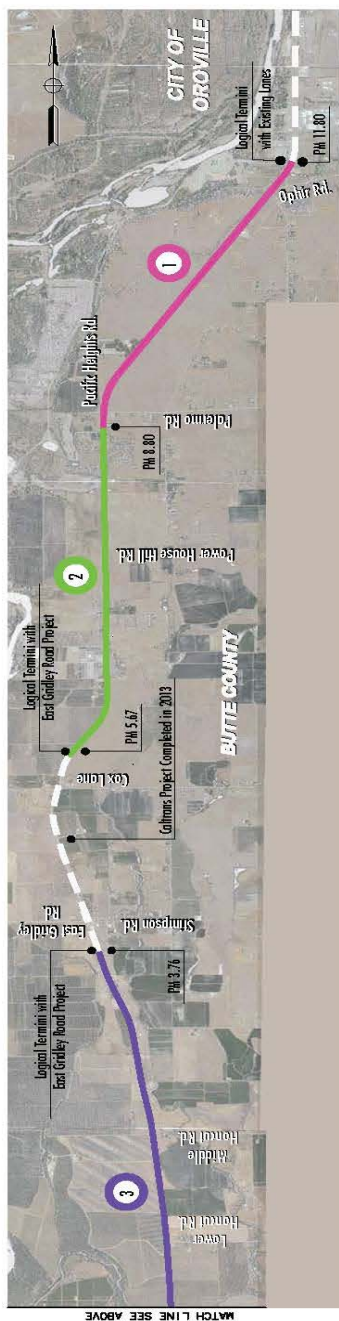 CITY OF
OROVILLE
Logical Termini
with Existing Lanes
PM 11.80
Ophir Rd.
1
Pacific Heights Rd.
Palermo Rd.
PM 8.80
Power House Hill Rd.
2
Logical Termini with
East Gridley Road Project
PM 5.67
Cox Lane
Caltrans Project Completed in 2013
BUTTE COUNTY
East Gridley
Rd.
Stimpson Rd.
Logical Termini with
East Gridley Road Project
PM 3.76
3
Middle
Honcut Rd.
Lower
Honcut Rd.
MATCH LINE SEE ABOVE